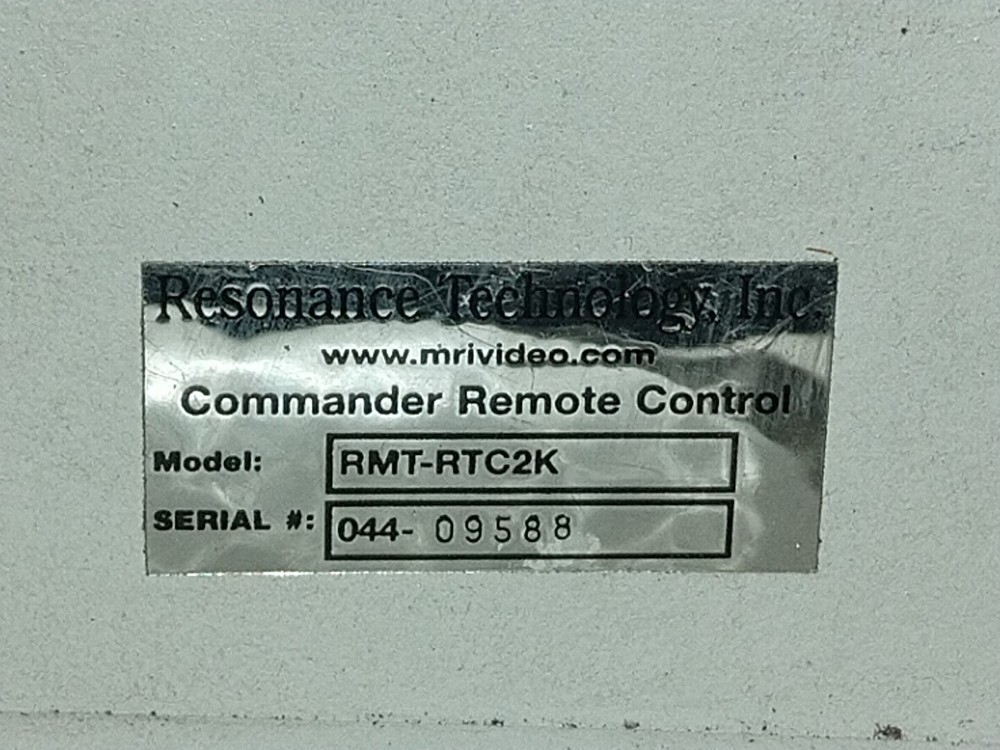 Resonance Technology, Inc.
www.mrivideo.com
Commander Remote Control
Model: RMT-RTC2K
SERIAL #: 044- 09588